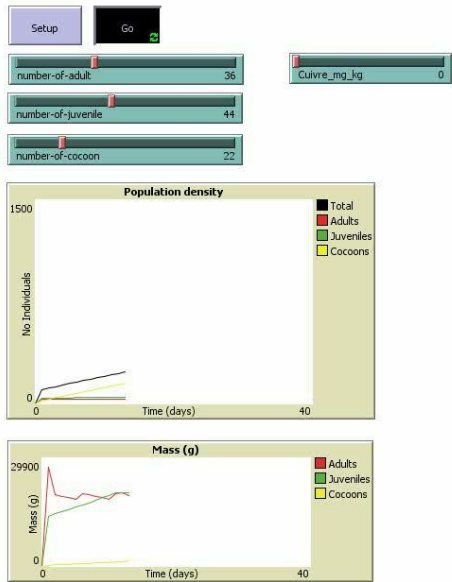 Setup
Go
number-of-adult 36
Cuivre_mg_kg 0
number-of-juvenile 44
number-of-cocoon 22
Population density
1500
No Individuals
0
0 Time (days) 40
Total
Adults
Juveniles
Cocoons
Mass (g)
29900
Mass (g)
0
0 Time (days) 40
Adults
Juveniles
Cocoons